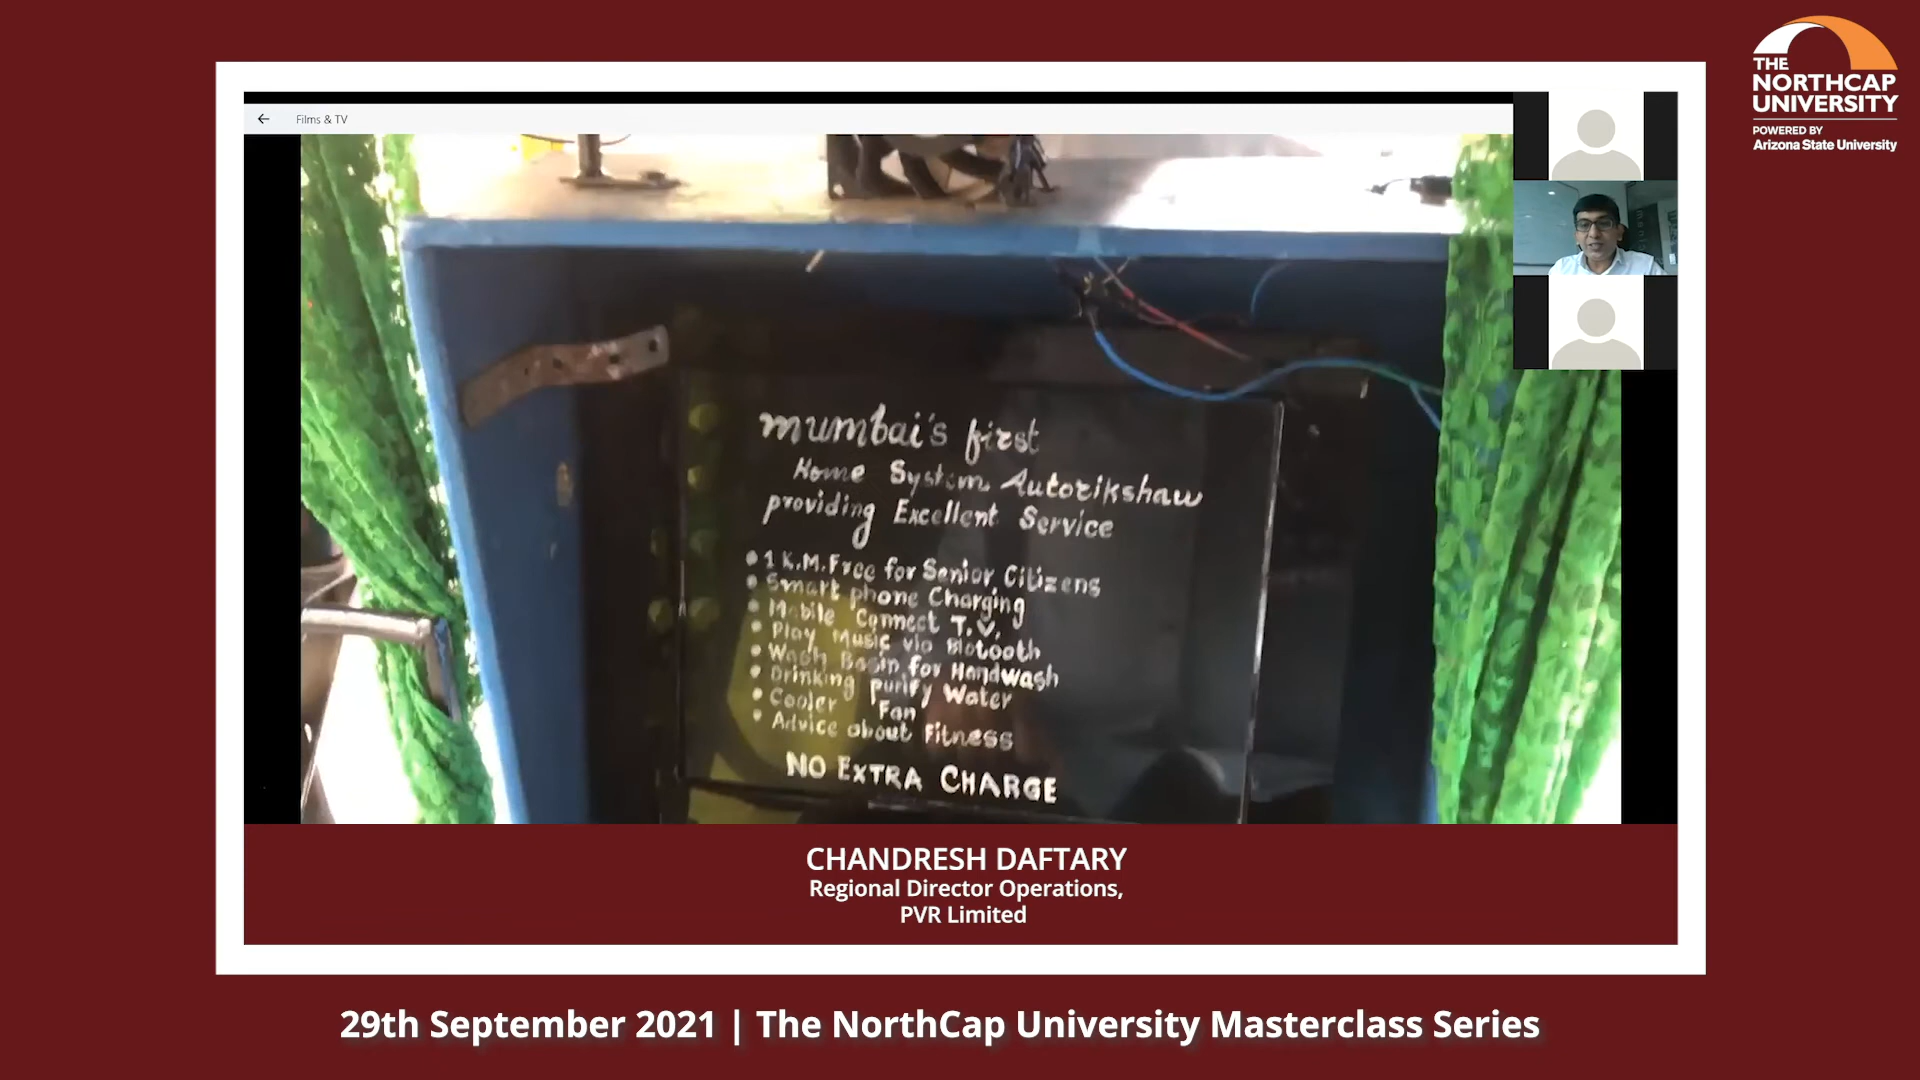 THE
NORTHCAP
UNIVERSITY
POWERED BY
Arizona State University
Films & TV
mumbai's first
Home System Autorikshaw
providing Excellent Service
• 1 K.M. Free for Senior Citizens
• Smart phone Charging
• Mobile Connect T.V.
• Play Music via Blotooth
• Wash Basin for Handwash
• Drinking purify Water
• Cooler Fan
• Advice about Fitness
NO EXTRA CHARGE
CHANDRESH DAFTARY
Regional Director Operations,
PVR Limited
29th September 2021 | The NorthCap University Masterclass Series